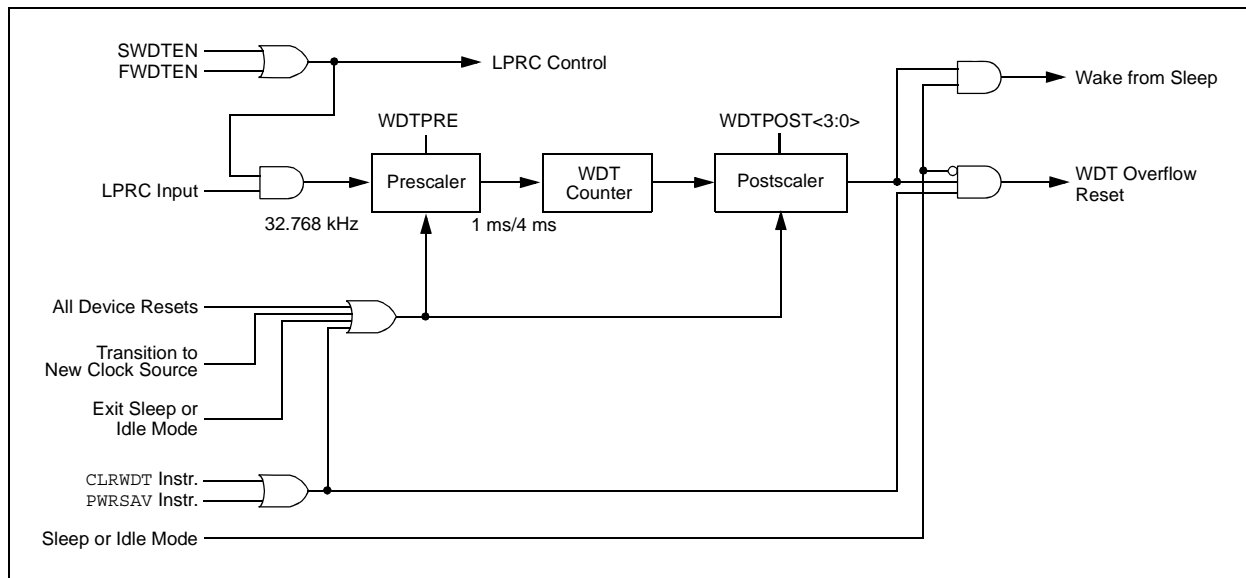 SWDTEN
FWDTEN
LPRC Control
Wake from Sleep
WDTPRE
WDTPOST<3:0>
LPRC Input
Prescaler
WDT
Counter
Postscaler
WDT Overflow
Reset
32.768 kHz
1 ms/4 ms
All Device Resets
Transition to
New Clock Source
Exit Sleep or
Idle Mode
CLRWDT Instr.
PWRSAV Instr.
Sleep or Idle Mode